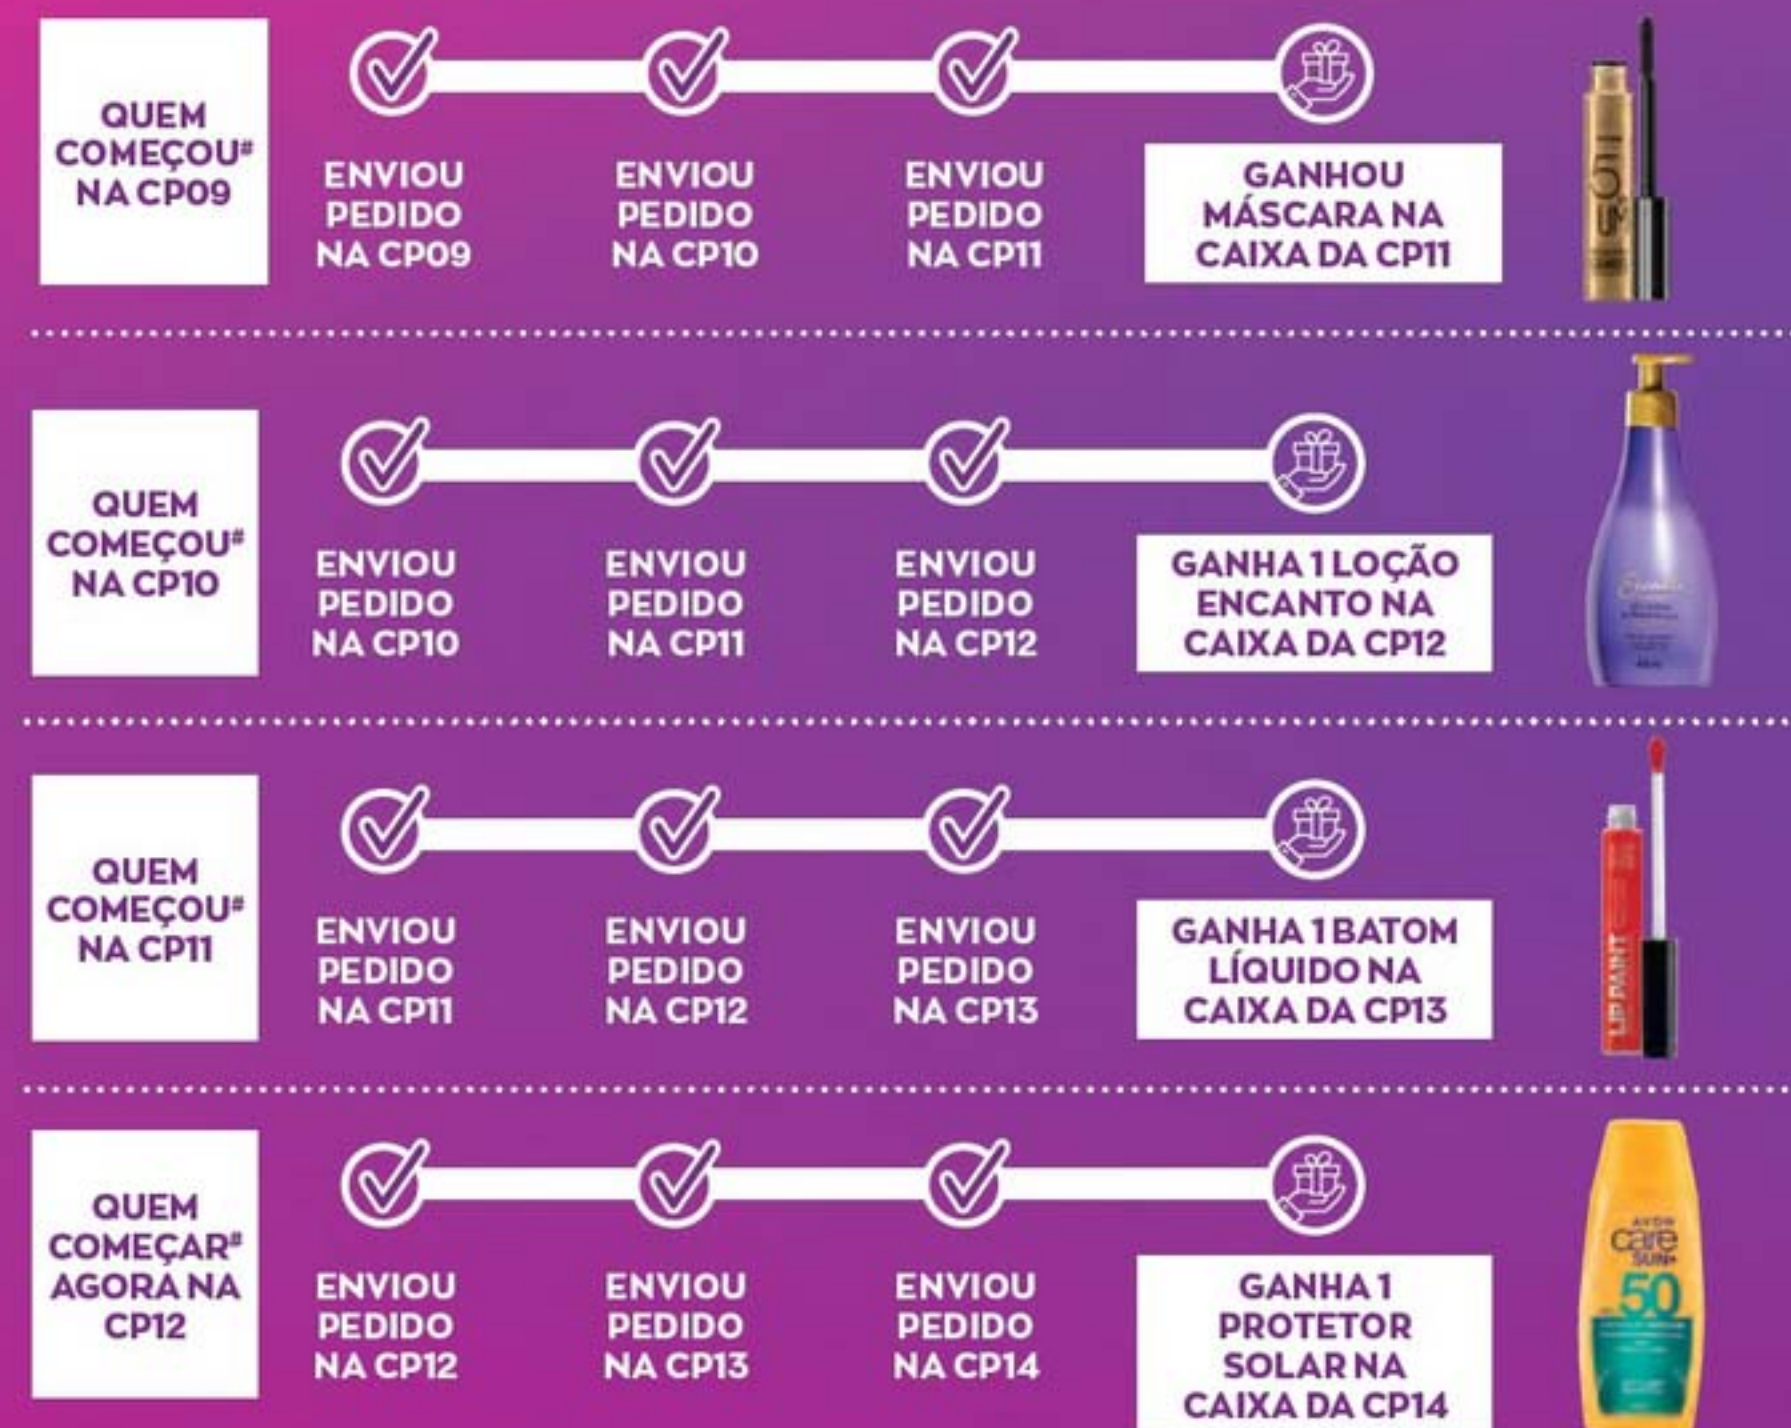 QUEM
COMEÇOU#
NA CP09
ENVIOU
PEDIDO
NA CP09
ENVIOU
PEDIDO
NA CP10
ENVIOU
PEDIDO
NA CP11
GANHOU
MÁSCARA NA
CAIXA DA CP11
QUEM
COMEÇOU#
NA CP10
ENVIOU
PEDIDO
NA CP10
ENVIOU
PEDIDO
NA CP11
ENVIOU
PEDIDO
NA CP12
GANHA 1 LOÇÃO
ENCANTO NA
CAIXA DA CP12
QUEM
COMEÇOU#
NA CP11
ENVIOU
PEDIDO
NA CP11
ENVIOU
PEDIDO
NA CP12
ENVIOU
PEDIDO
NA CP13
GANHA 1 BATOM
LÍQUIDO NA
CAIXA DA CP13
LIP PAINT
QUEM
COMEÇAR#
AGORA NA
CP12
ENVIOU
PEDIDO
NA CP12
ENVIOU
PEDIDO
NA CP13
ENVIOU
PEDIDO
NA CP14
GANHA 1
PROTETOR
SOLAR NA
CAIXA DA CP14
AVON
care
SUN+
50